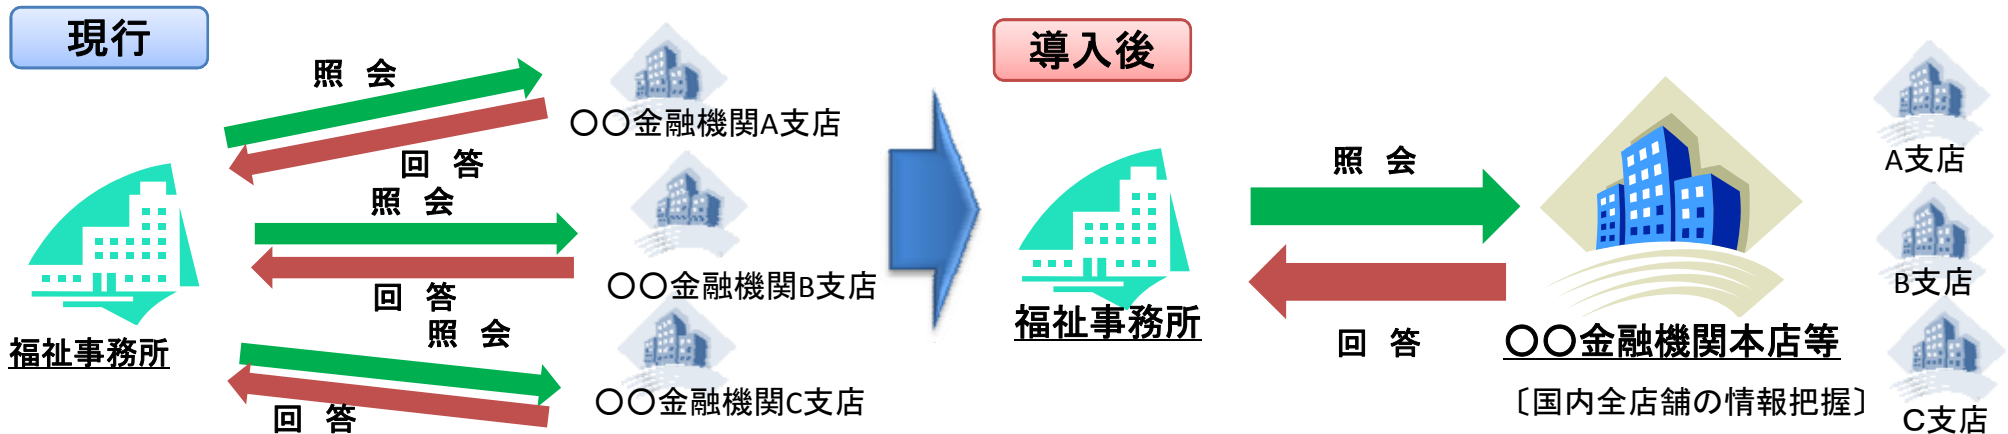 現行
照 会
〇〇金融機関A支店
回 答
照 会
〇〇金融機関B支店
回 答
照 会
福祉事務所
〇〇金融機関C支店
回 答
導入後
照 会
A支店
B支店
福祉事務所
回 答
〇〇金融機関本店等
〔国内全店舗の情報把握〕
C支店